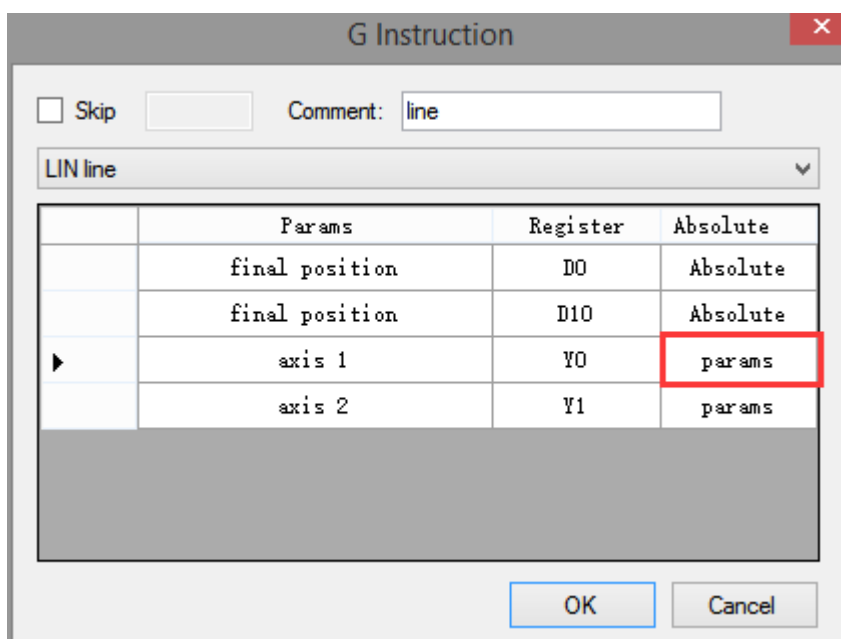 G Instruction
Skip Comment: line
LIN line
Params Register Absolute
final position D0 Absolute
final position D10 Absolute
axis 1 Y0 params
axis 2 Y1 params
OK Cancel